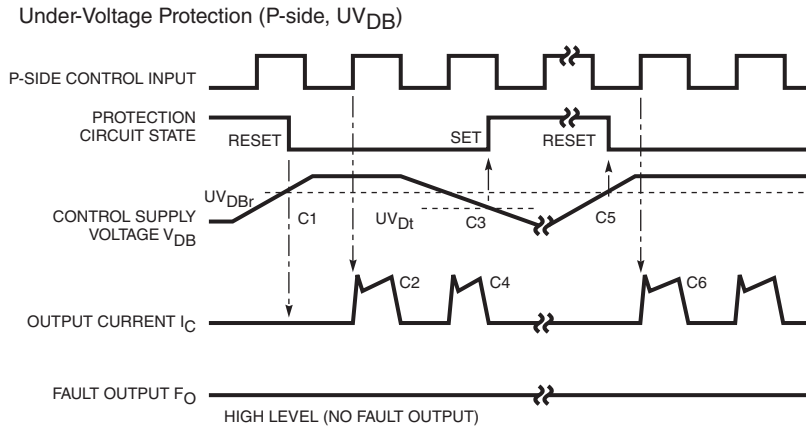 Under-Voltage Protection (P-side, UVDB)
P-SIDE CONTROL INPUT
PROTECTION
CIRCUIT STATE
RESET
SET
RESET
UVDBr
C1
UVDt
C3
C5
CONTROL SUPPLY
VOLTAGE VDB
C2
C4
C6
OUTPUT CURRENT IC
FAULT OUTPUT FO
HIGH LEVEL (NO FAULT OUTPUT)